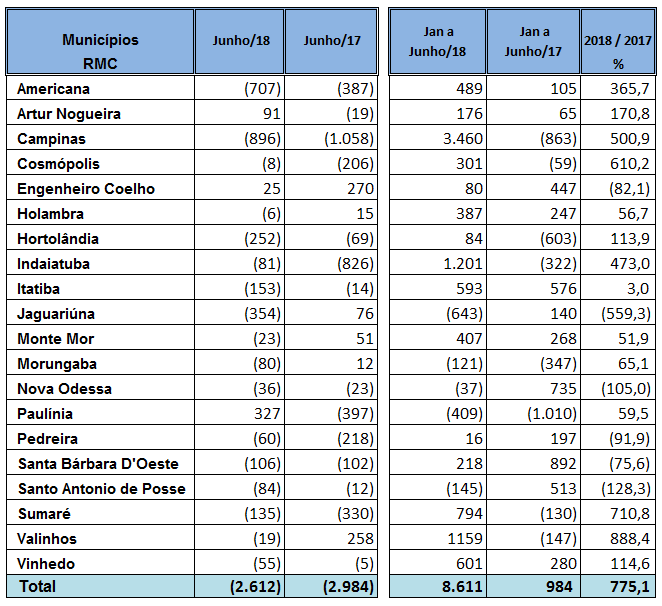 Municípios RMC Junho/18 Junho/17 Jan a Junho/18 Jan a Junho/17 2018 / 2017 %
Americana (707) (387) 489 105 365,7
Artur Nogueira 91 (19) 176 65 170,8
Campinas (896) (1.058) 3.460 (863) 500,9
Cosmópolis (8) (206) 301 (59) 610,2
Engenheiro Coelho 25 270 80 447 (82,1)
Holambra (6) 15 387 247 56,7
Hortolândia (252) (69) 84 (603) 113,9
Indaiatuba (81) (826) 1.201 (322) 473,0
Itatiba (153) (14) 593 576 3,0
Jaguariúna (354) 76 (643) 140 (559,3)
Monte Mor (23) 51 407 268 51,9
Morungaba (80) 12 (121) (347) 65,1
Nova Odessa (36) (23) (37) 735 (105,0)
Paulínia 327 (397) (409) (1.010) 59,5
Pedreira (60) (218) 16 197 (91,9)
Santa Bárbara D'Oeste (106) (102) 218 892 (75,6)
Santo Antonio de Posse (84) (12) (145) 513 (128,3)
Sumaré (135) (330) 794 (130) 710,8
Valinhos (19) 258 1159 (147) 888,4
Vinhedo (55) (5) 601 280 114,6
Total (2.612) (2.984) 8.611 984 775,1